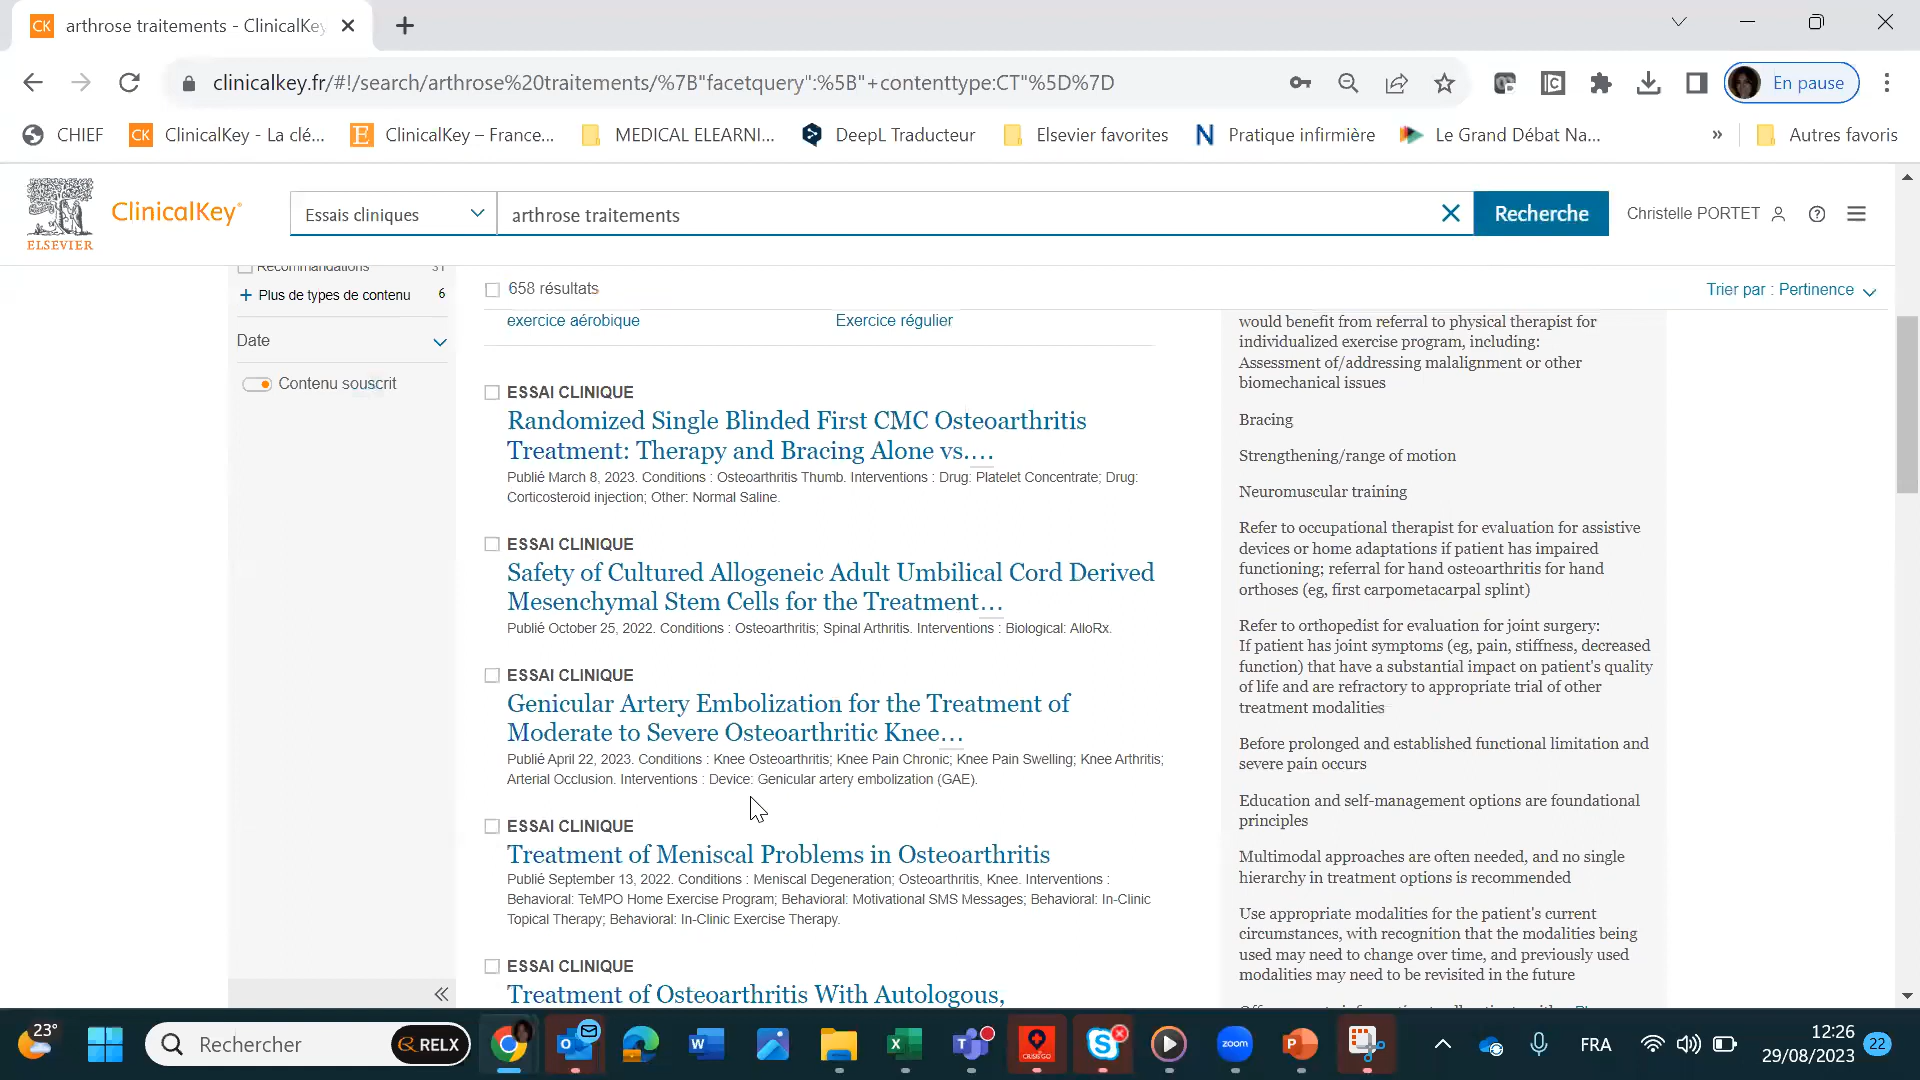 CK arthrose traitements - ClinicalKey
clinicalkey.fr/#!/search/arthrose%20traitements/%7B"facetquery":%5B"+contenttype:CT"%5D%7D
En pause
CHIEF
CK ClinicalKey - La clé...
E ClinicalKey – France...
MEDICAL ELEARNI...
DeepL Traducteur
Elsevier favorites
N Pratique infirmière
Le Grand Débat Na...
»
Autres favoris
ELSEVIER
ClinicalKey®
Essais cliniques
arthrose traitements
Recherche
Christelle PORTET
Recommandations 31
+ Plus de types de contenu 6
Date
Contenu souscrit
658 résultats
Trier par : Pertinence
exercice aérobique
Exercice régulier
ESSAI CLINIQUE
Randomized Single Blinded First CMC Osteoarthritis
Treatment: Therapy and Bracing Alone vs....
Publié March 8, 2023. Conditions : Osteoarthritis Thumb. Interventions : Drug: Platelet Concentrate; Drug:
Corticosteroid injection; Other: Normal Saline.
ESSAI CLINIQUE
Safety of Cultured Allogeneic Adult Umbilical Cord Derived
Mesenchymal Stem Cells for the Treatment...
Publié October 25, 2022. Conditions : Osteoarthritis; Spinal Arthritis. Interventions : Biological: AlloRx.
ESSAI CLINIQUE
Genicular Artery Embolization for the Treatment of
Moderate to Severe Osteoarthritic Knee...
Publié April 22, 2023. Conditions : Knee Osteoarthritis; Knee Pain Chronic; Knee Pain Swelling; Knee Arthritis;
Arterial Occlusion. Interventions : Device: Genicular artery embolization (GAE).
ESSAI CLINIQUE
Treatment of Meniscal Problems in Osteoarthritis
Publié September 13, 2022. Conditions : Meniscal Degeneration; Osteoarthritis, Knee. Interventions :
Behavioral: TeMPO Home Exercise Program; Behavioral: Motivational SMS Messages; Behavioral: In-Clinic
Topical Therapy; Behavioral: In-Clinic Exercise Therapy.
ESSAI CLINIQUE
Treatment of Osteoarthritis With Autologous,
would benefit from referral to physical therapist for
individualized exercise program, including:
Assessment of/addressing malalignment or other
biomechanical issues
Bracing
Strengthening/range of motion
Neuromuscular training
Refer to occupational therapist for evaluation for assistive
devices or home adaptations if patient has impaired
functioning; referral for hand osteoarthritis for hand
orthoses (eg, first carpometacarpal splint)
Refer to orthopedist for evaluation for joint surgery:
If patient has joint symptoms (eg, pain, stiffness, decreased
function) that have a substantial impact on patient's quality
of life and are refractory to appropriate trial of other
treatment modalities
Before prolonged and established functional limitation and
severe pain occurs
Education and self-management options are foundational
principles
Multimodal approaches are often needed, and no single
hierarchy in treatment options is recommended
Use appropriate modalities for the patient's current
circumstances, with recognition that the modalities being
used may need to change over time, and previously used
modalities may need to be revisited in the future
23°
Rechercher
RELX
zoom
FRA
12:26
29/08/2023
22